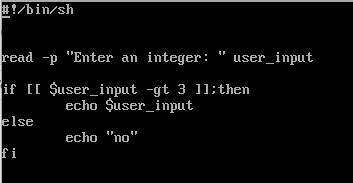 #!/bin/sh
read -p "Enter an integer: " user_input
if [[ $user_input -gt 3 ]];then
        echo $user_input
else
        echo "no"
fi